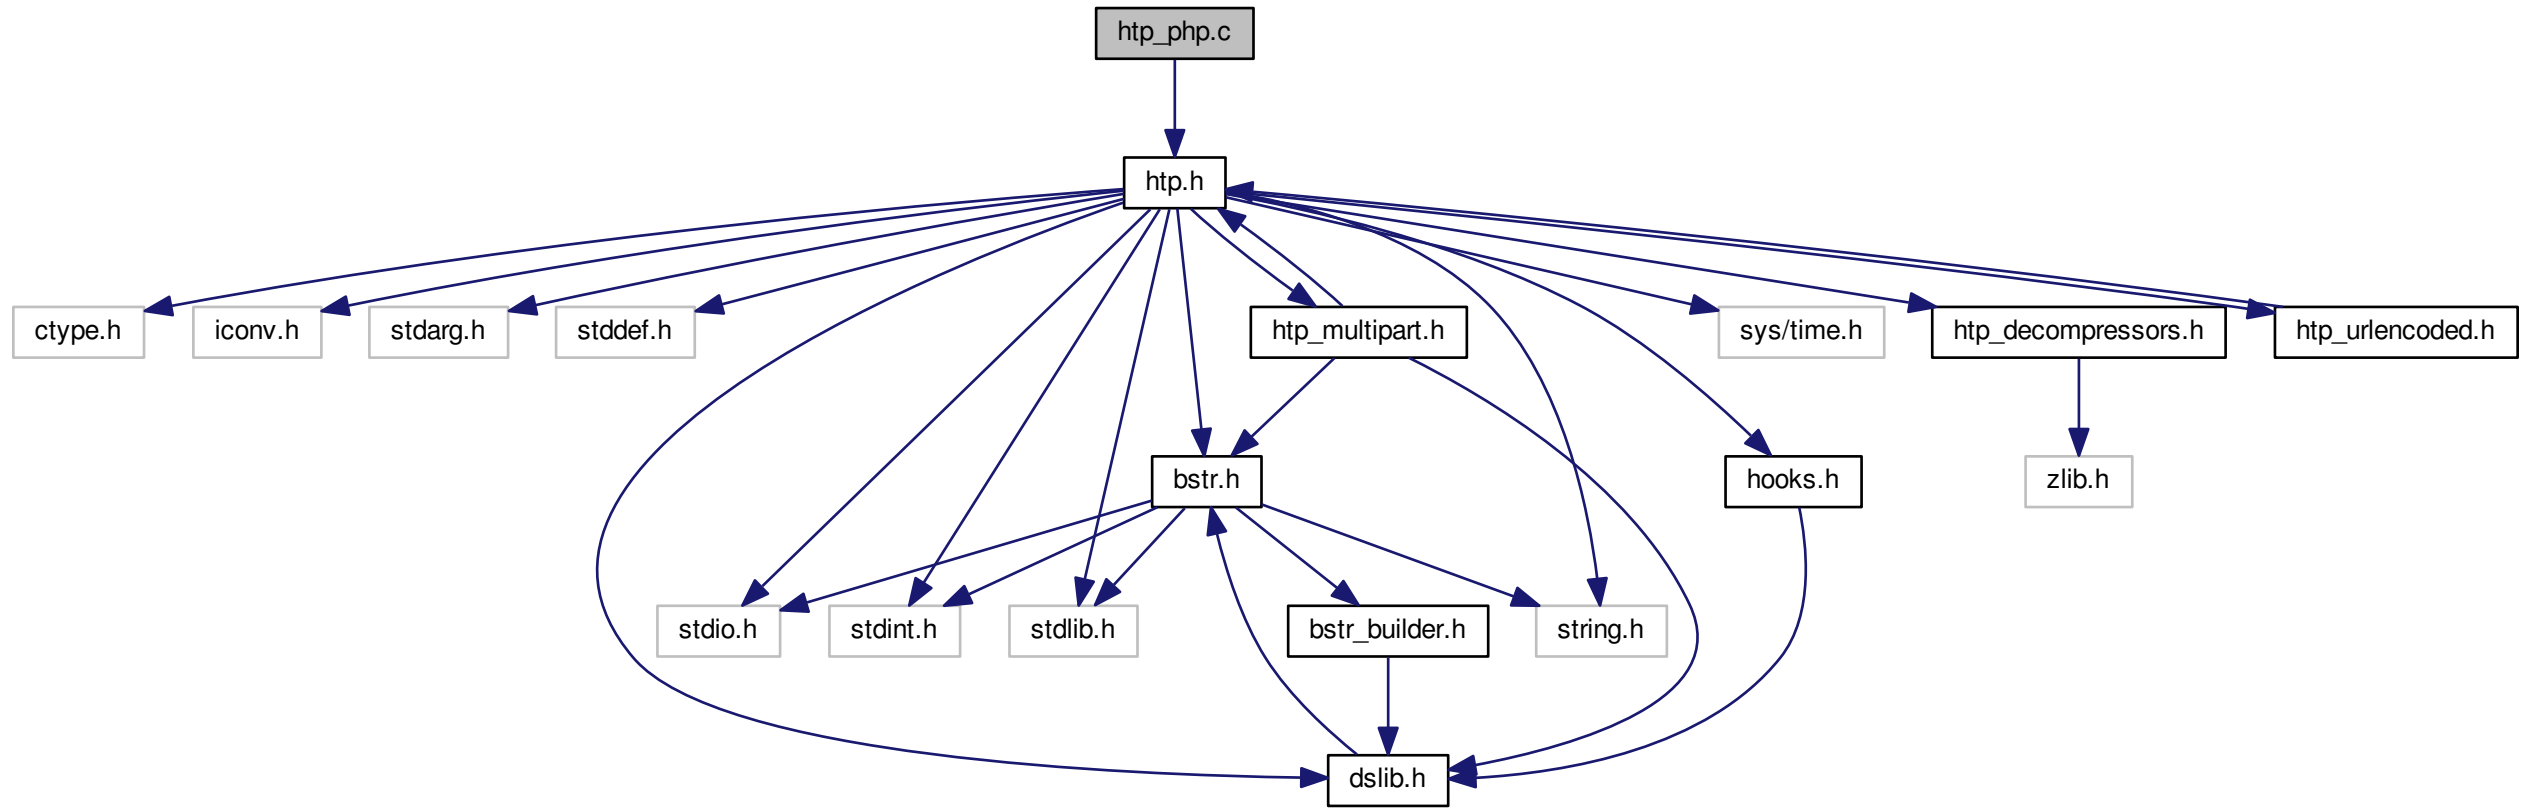 htp_php.c
htp.h
ctype.h
iconv.h
stdarg.h
stddef.h
htp_multipart.h
sys/time.h
htp_decompressors.h
htp_urlencoded.h
bstr.h
hooks.h
zlib.h
stdio.h
stdint.h
stdlib.h
bstr_builder.h
string.h
dslib.h